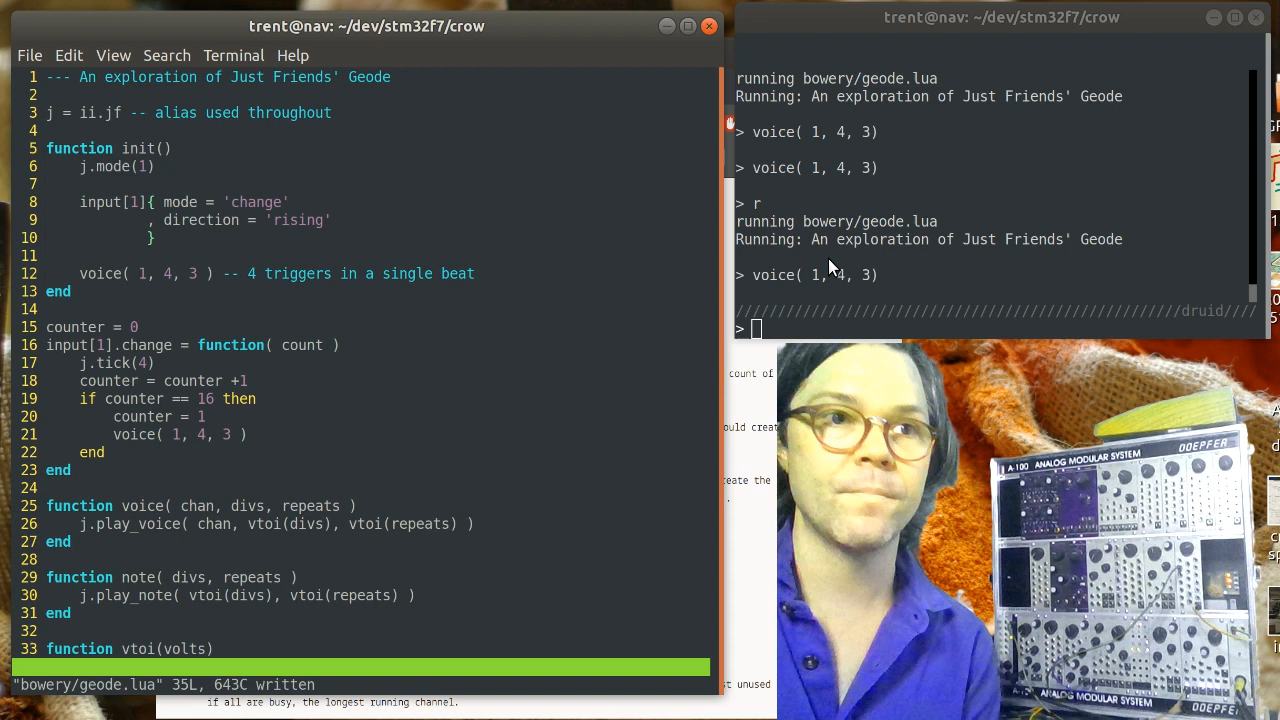 trent@nav: ~/dev/stm32f7/crow
File Edit View Search Terminal Help
1 --- An exploration of Just Friends' Geode
2
3 j = ii.jf -- alias used throughout
4
5 function init()
6 j.mode(1)
7
8 input[1]{ mode = 'change'
9 , direction = 'rising'
10 }
11
12 voice( 1, 4, 3 ) -- 4 triggers in a single beat
13 end
14
15 counter = 0
16 input[1].change = function( count )
17 j.tick(4)
18 counter = counter +1
19 if counter == 16 then
20 counter = 1
21 voice( 1, 4, 3 )
22 end
23 end
24
25 function voice( chan, divs, repeats )
26 j.play_voice( chan, vtoi(divs), vtoi(repeats) )
27 end
28
29 function note( divs, repeats )
30 j.play_note( vtoi(divs), vtoi(repeats) )
31 end
32
33 function vtoi(volts)
"bowery/geode.lua" 35L, 643C written
trent@nav: ~/dev/stm32f7/crow
running bowery/geode.lua
Running: An exploration of Just Friends' Geode
> voice( 1, 4, 3)
> voice( 1, 4, 3)
> r
running bowery/geode.lua
Running: An exploration of Just Friends' Geode
> voice( 1, 4, 3)
////////////////////////////////////////////////////druid////
>
count of
eate the
st unused
if all are busy, the longest running channel.
A-100 ANALOG MODULAR SYSTEM DOEPFER
ANALOG MODULAR SYSTEM